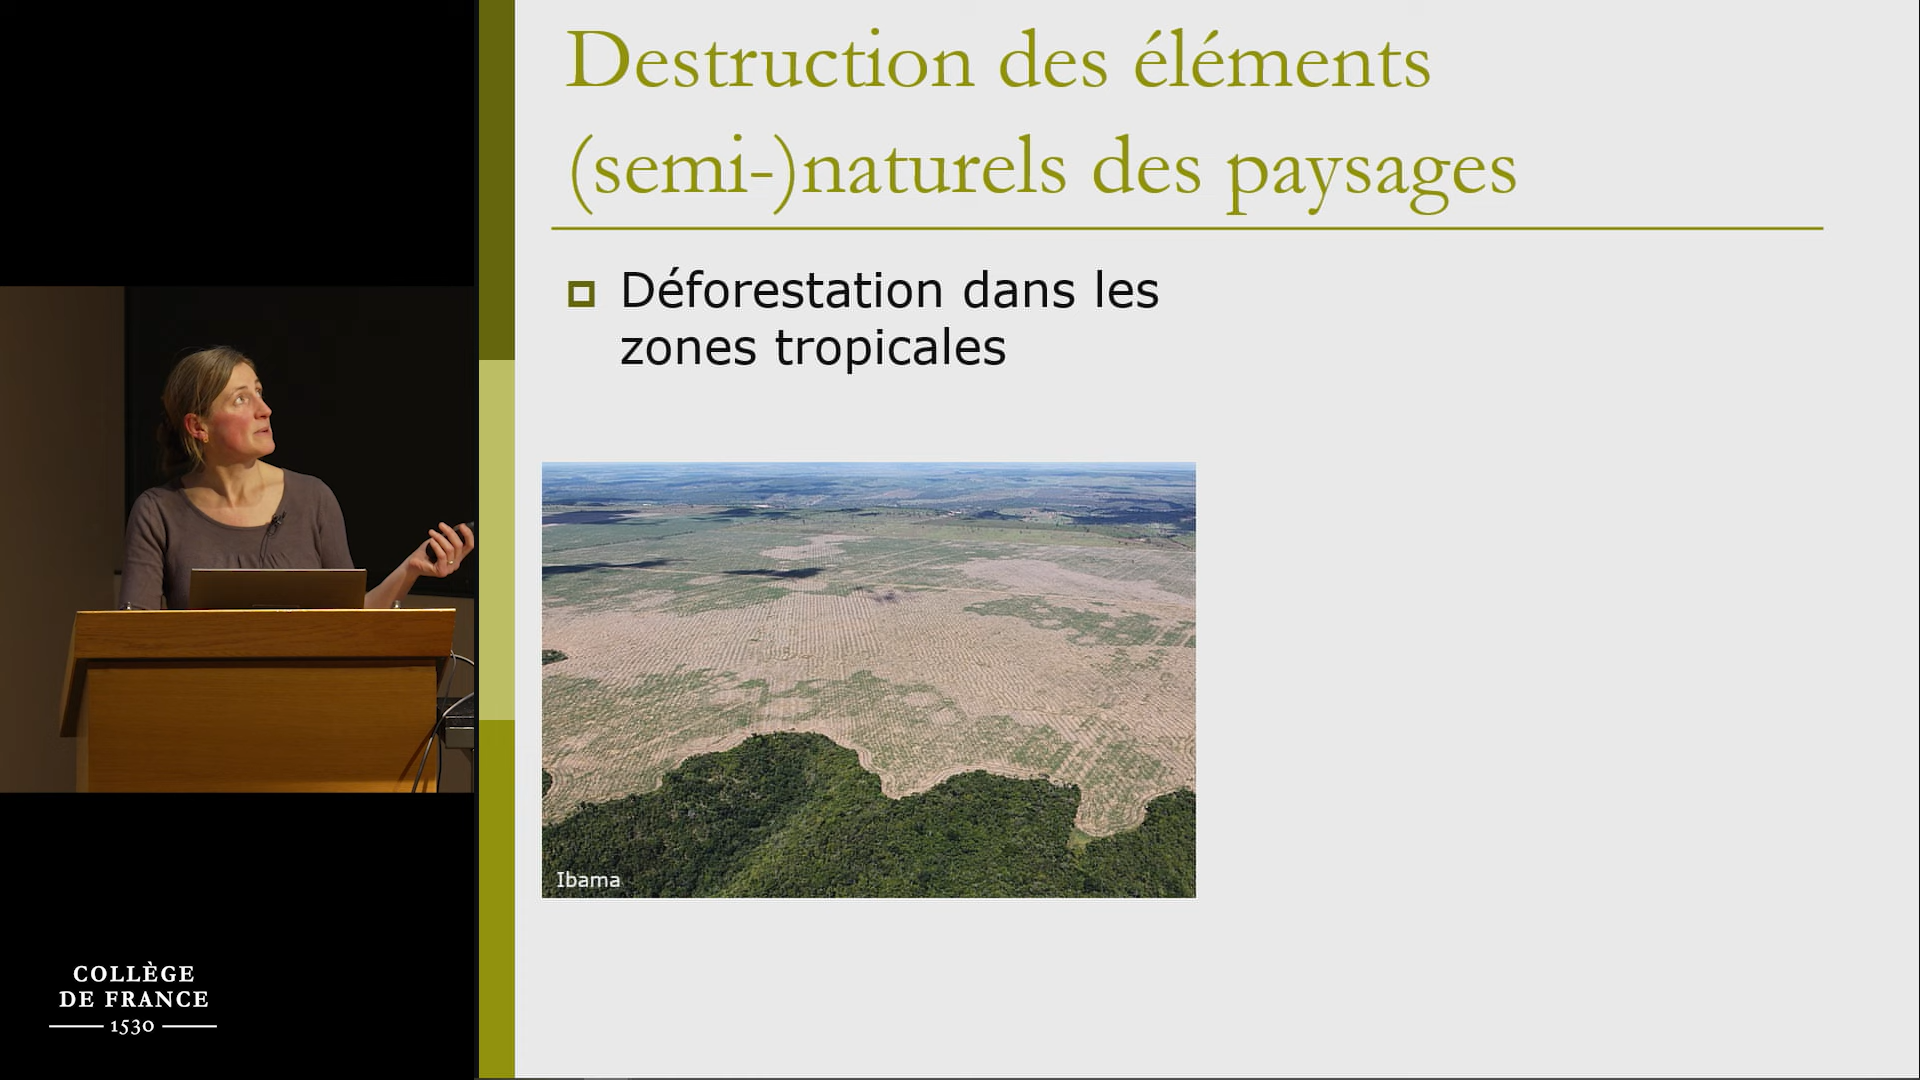 Destruction des éléments
(semi-)naturels des paysages
Déforestation dans les
zones tropicales
Ibama
COLLÈGE
DE FRANCE
1530